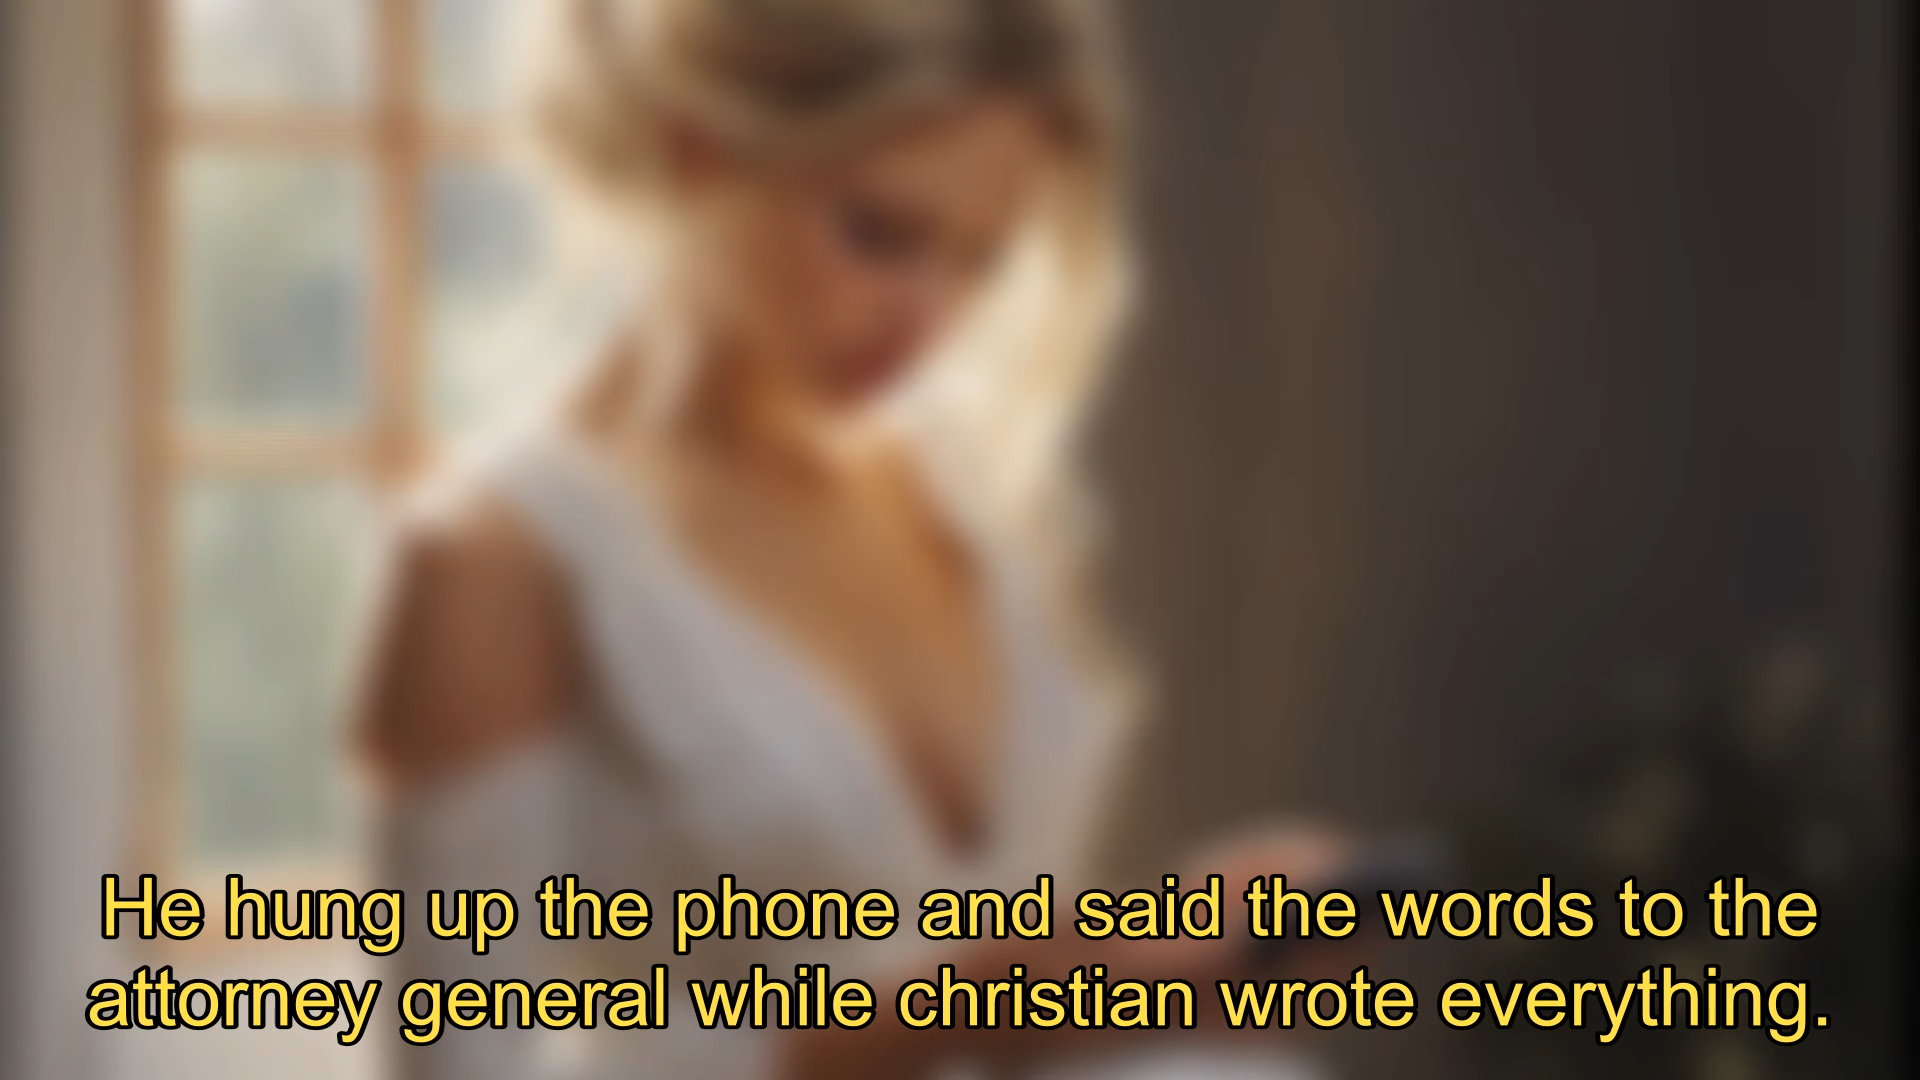 He hung up the phone and said the words to the
attorney general while christian wrote everything.